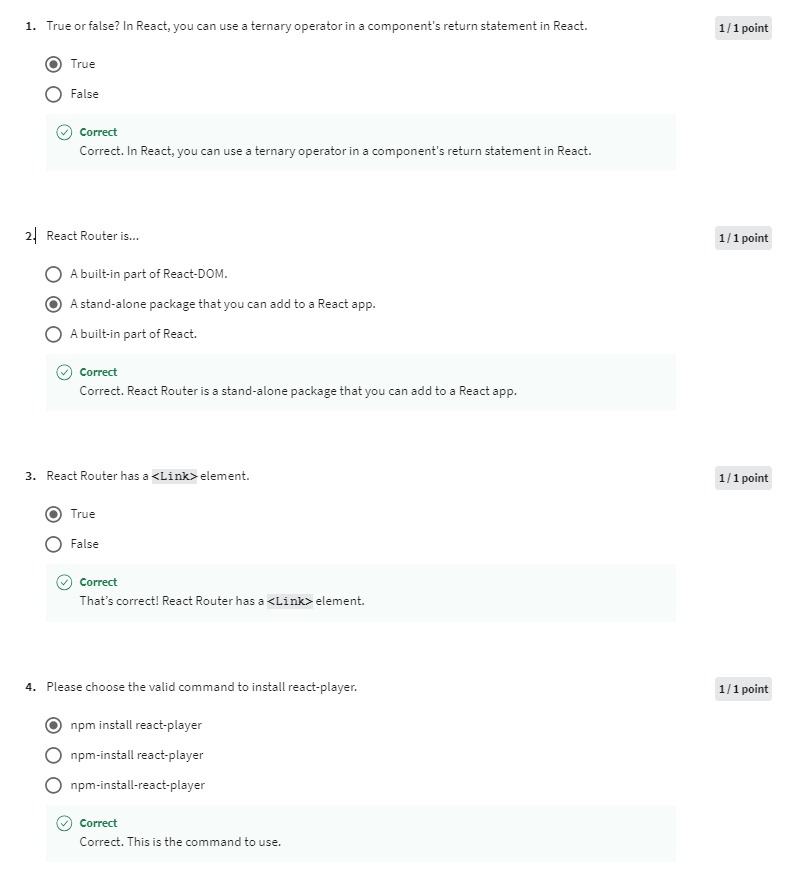 1. True or false? In React, you can use a ternary operator in a component's return statement in React.
1 / 1 point
True
False
Correct
Correct. In React, you can use a ternary operator in a component's return statement in React.
2. React Router is...
1 / 1 point
A built-in part of React-DOM.
A stand-alone package that you can add to a React app.
A built-in part of React.
Correct
Correct. React Router is a stand-alone package that you can add to a React app.
3. React Router has a <Link> element.
1 / 1 point
True
False
Correct
That's correct! React Router has a <Link> element.
4. Please choose the valid command to install react-player.
1 / 1 point
npm install react-player
npm-install react-player
npm-install-react-player
Correct
Correct. This is the command to use.